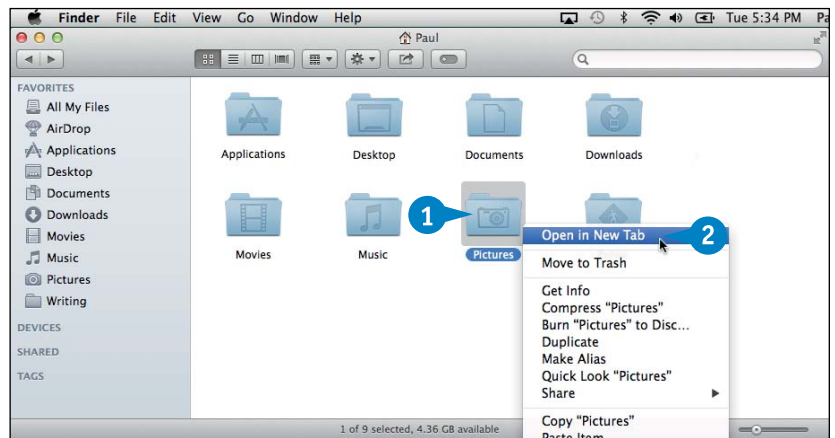 Finder File Edit View Go Window Help Tue 5:34 PM Pa
Paul
FAVORITES
All My Files
AirDrop
Applications
Desktop
Documents
Downloads
Movies
Music
Pictures
Writing
DEVICES
SHARED
TAGS
Applications Desktop Documents Downloads
1
2
Movies Music Pictures
Open in New Tab
Move to Trash
Get Info
Compress "Pictures"
Burn "Pictures" to Disc...
Duplicate
Make Alias
Quick Look "Pictures"
Share
Copy "Pictures"
Paste Item
1 of 9 selected, 4.36 GB available